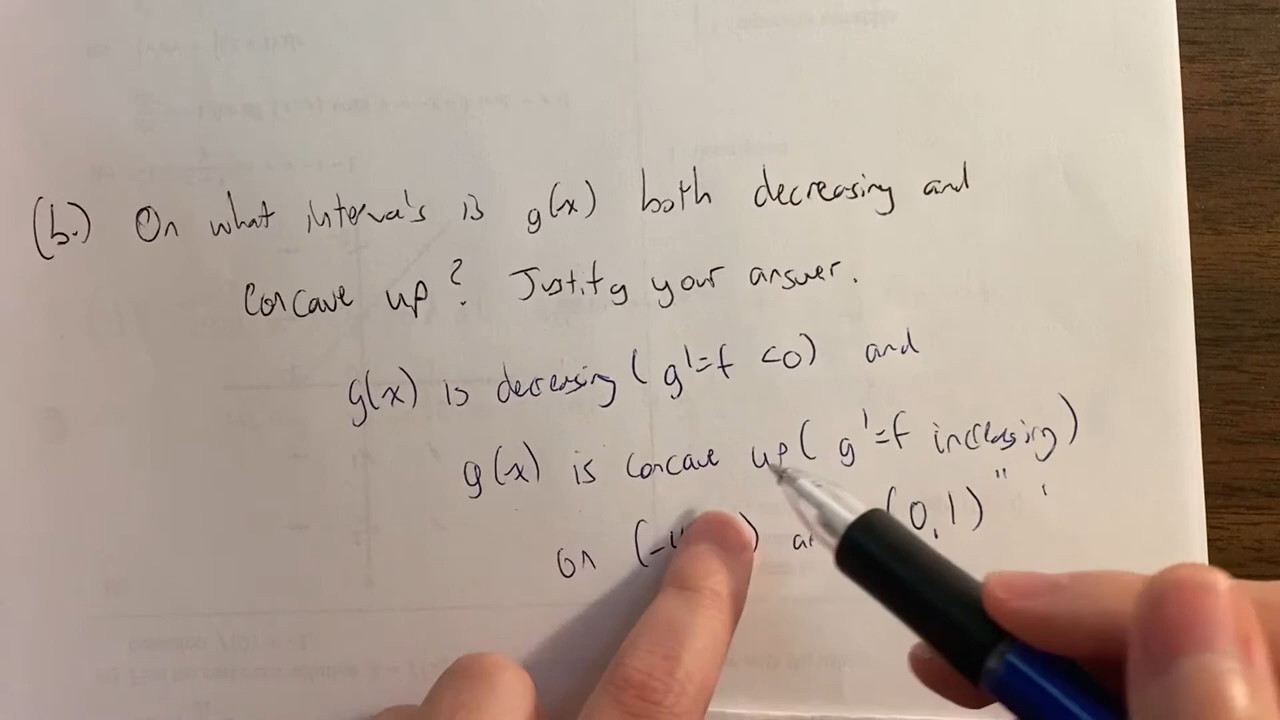 (b.) On what intervals is g(x) both decreasing and
concave up? Justify your answer.
g(x) is decreasing (g'=f <0) and
g(x) is concave up (g'=f increasing)
on (0,1)